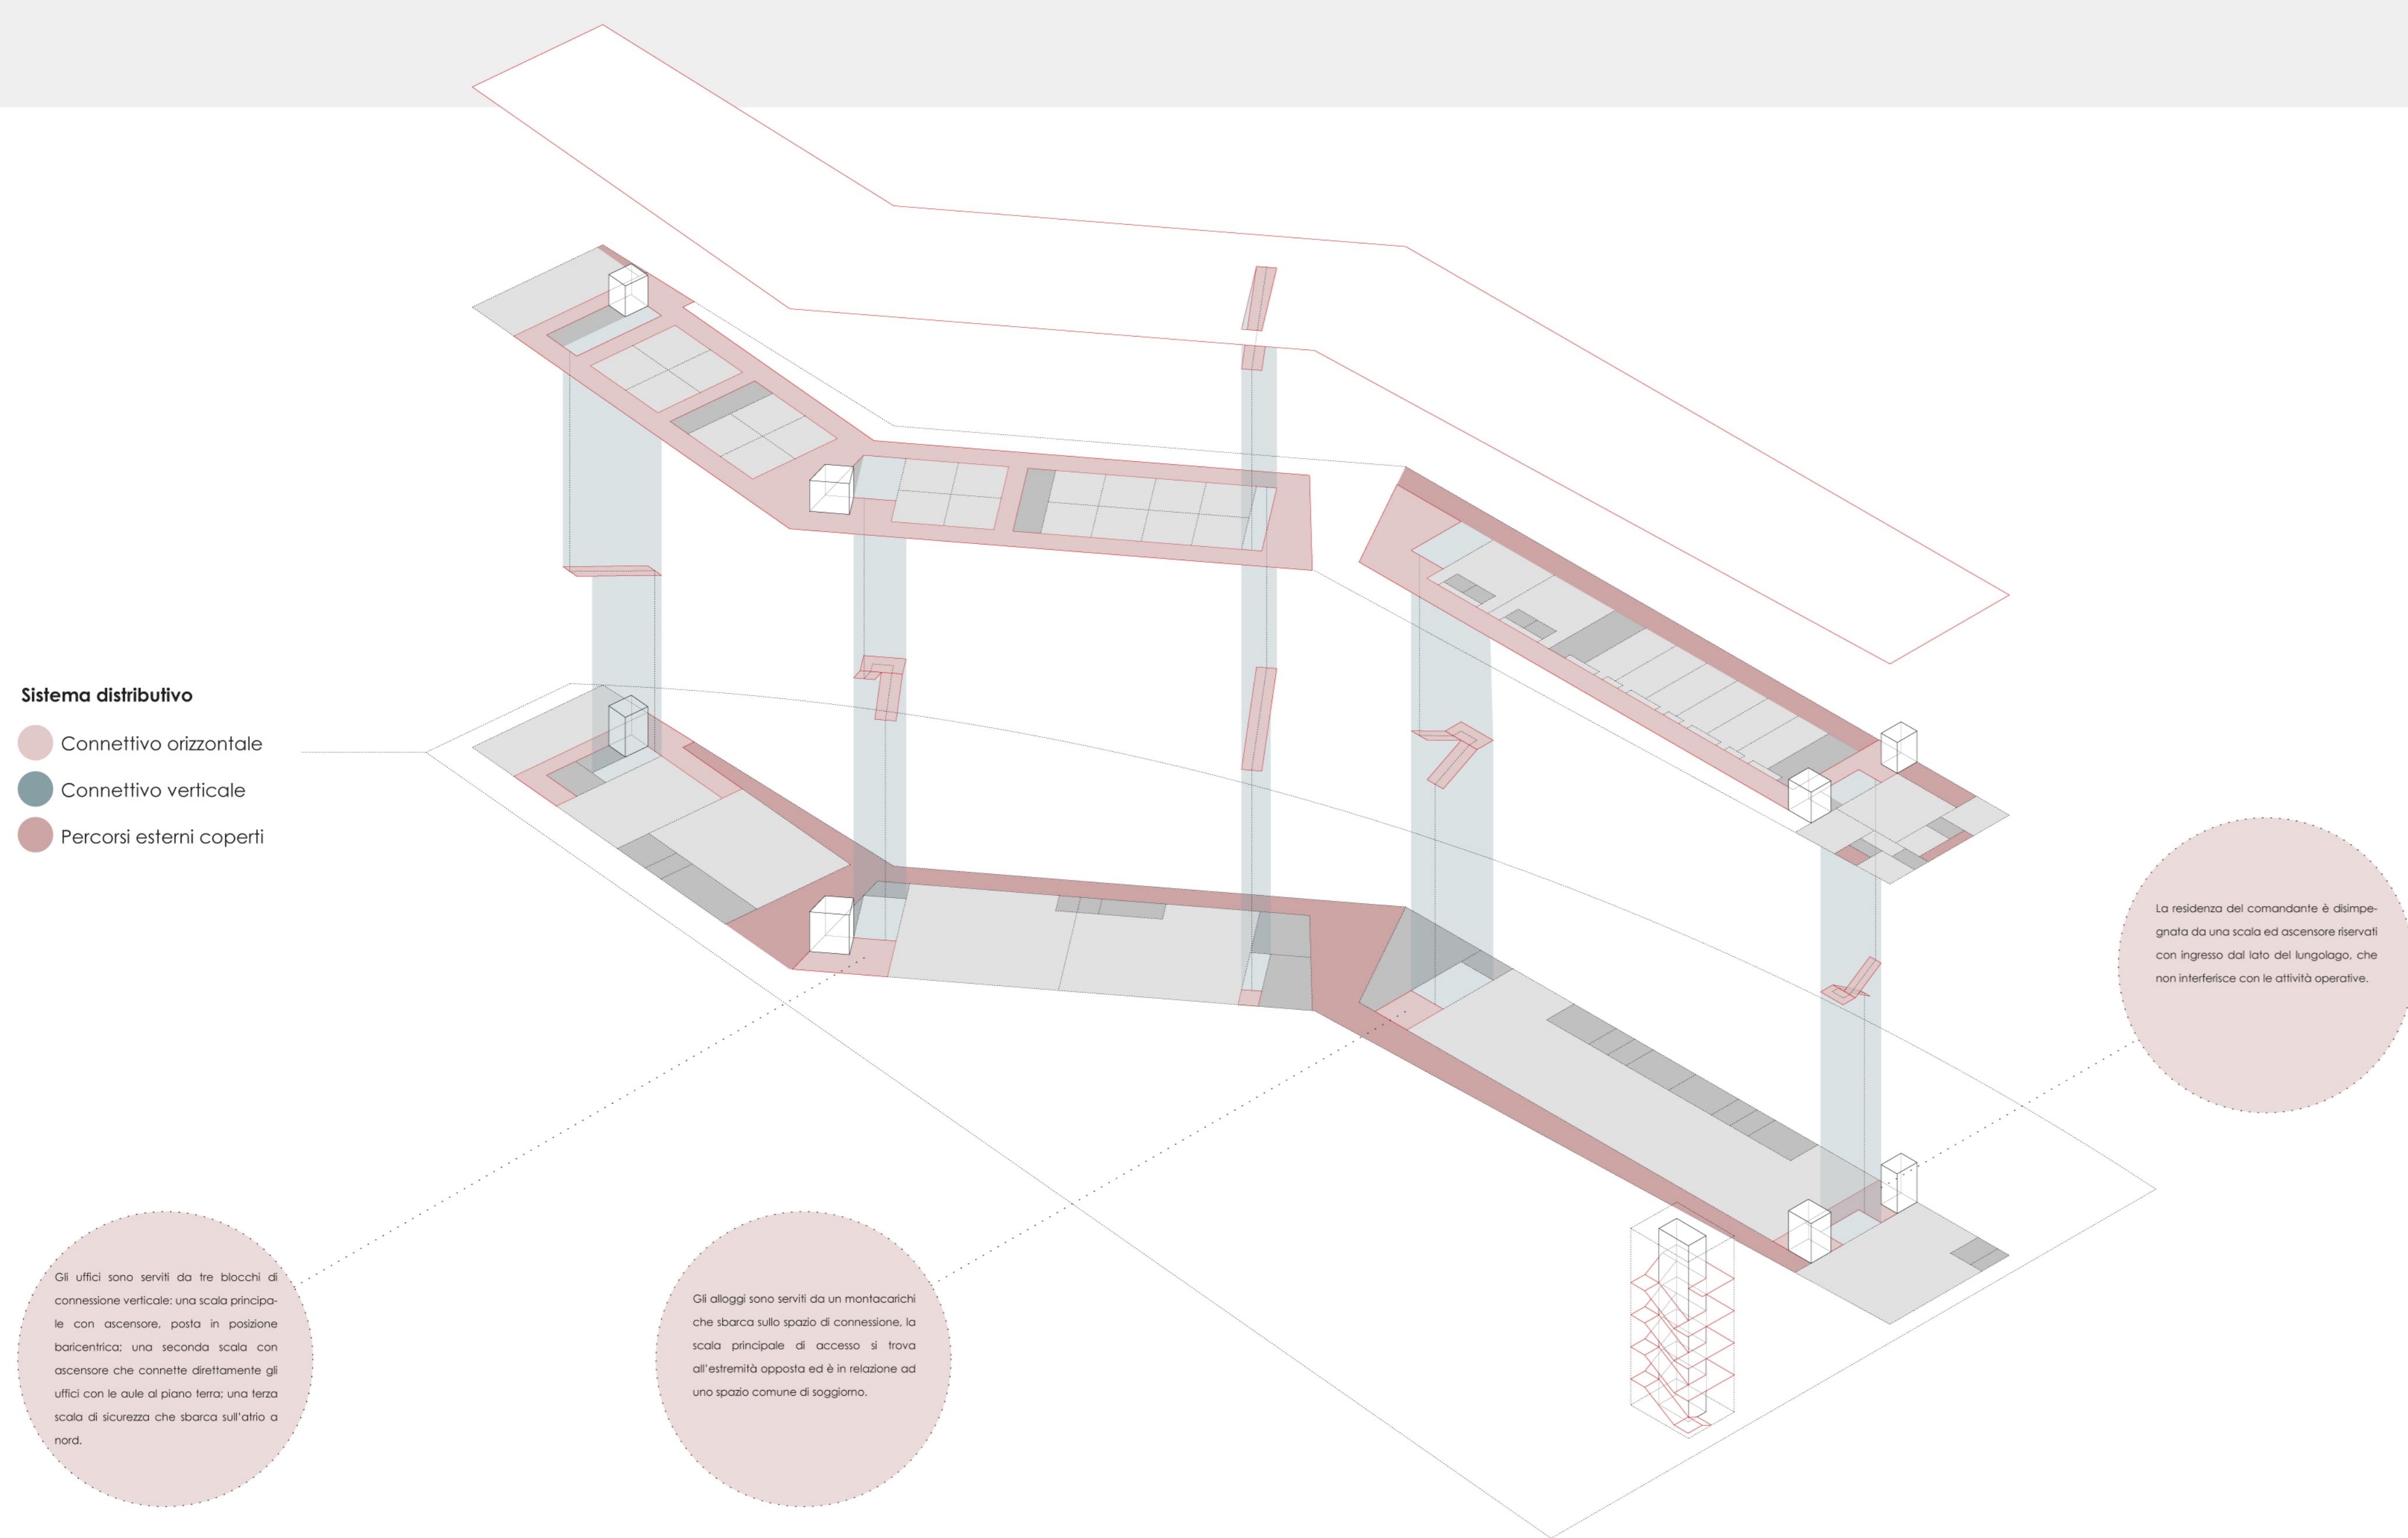 Sistema distributivo
Connettivo orizzontale
Connettivo verticale
Percorsi esterni coperti
La residenza del comandante è disimpe-
gnata da una scala ed ascensore riservati
con ingresso dal lato del lungolago, che
non interferisce con le attività operative.
Gli uffici sono serviti da tre blocchi di
connessione verticale: una scala principa-
le con ascensore, posta in posizione
baricentrica; una seconda scala con
ascensore che connette direttamente gli
uffici con le aule al piano terra; una terza
scala di sicurezza che sbarca sull'atrio a
nord.
Gli alloggi sono serviti da un montacarichi
che sbarca sullo spazio di connessione, la
scala principale di accesso si trova
all'estremità opposta ed è in relazione ad
uno spazio comune di soggiorno.